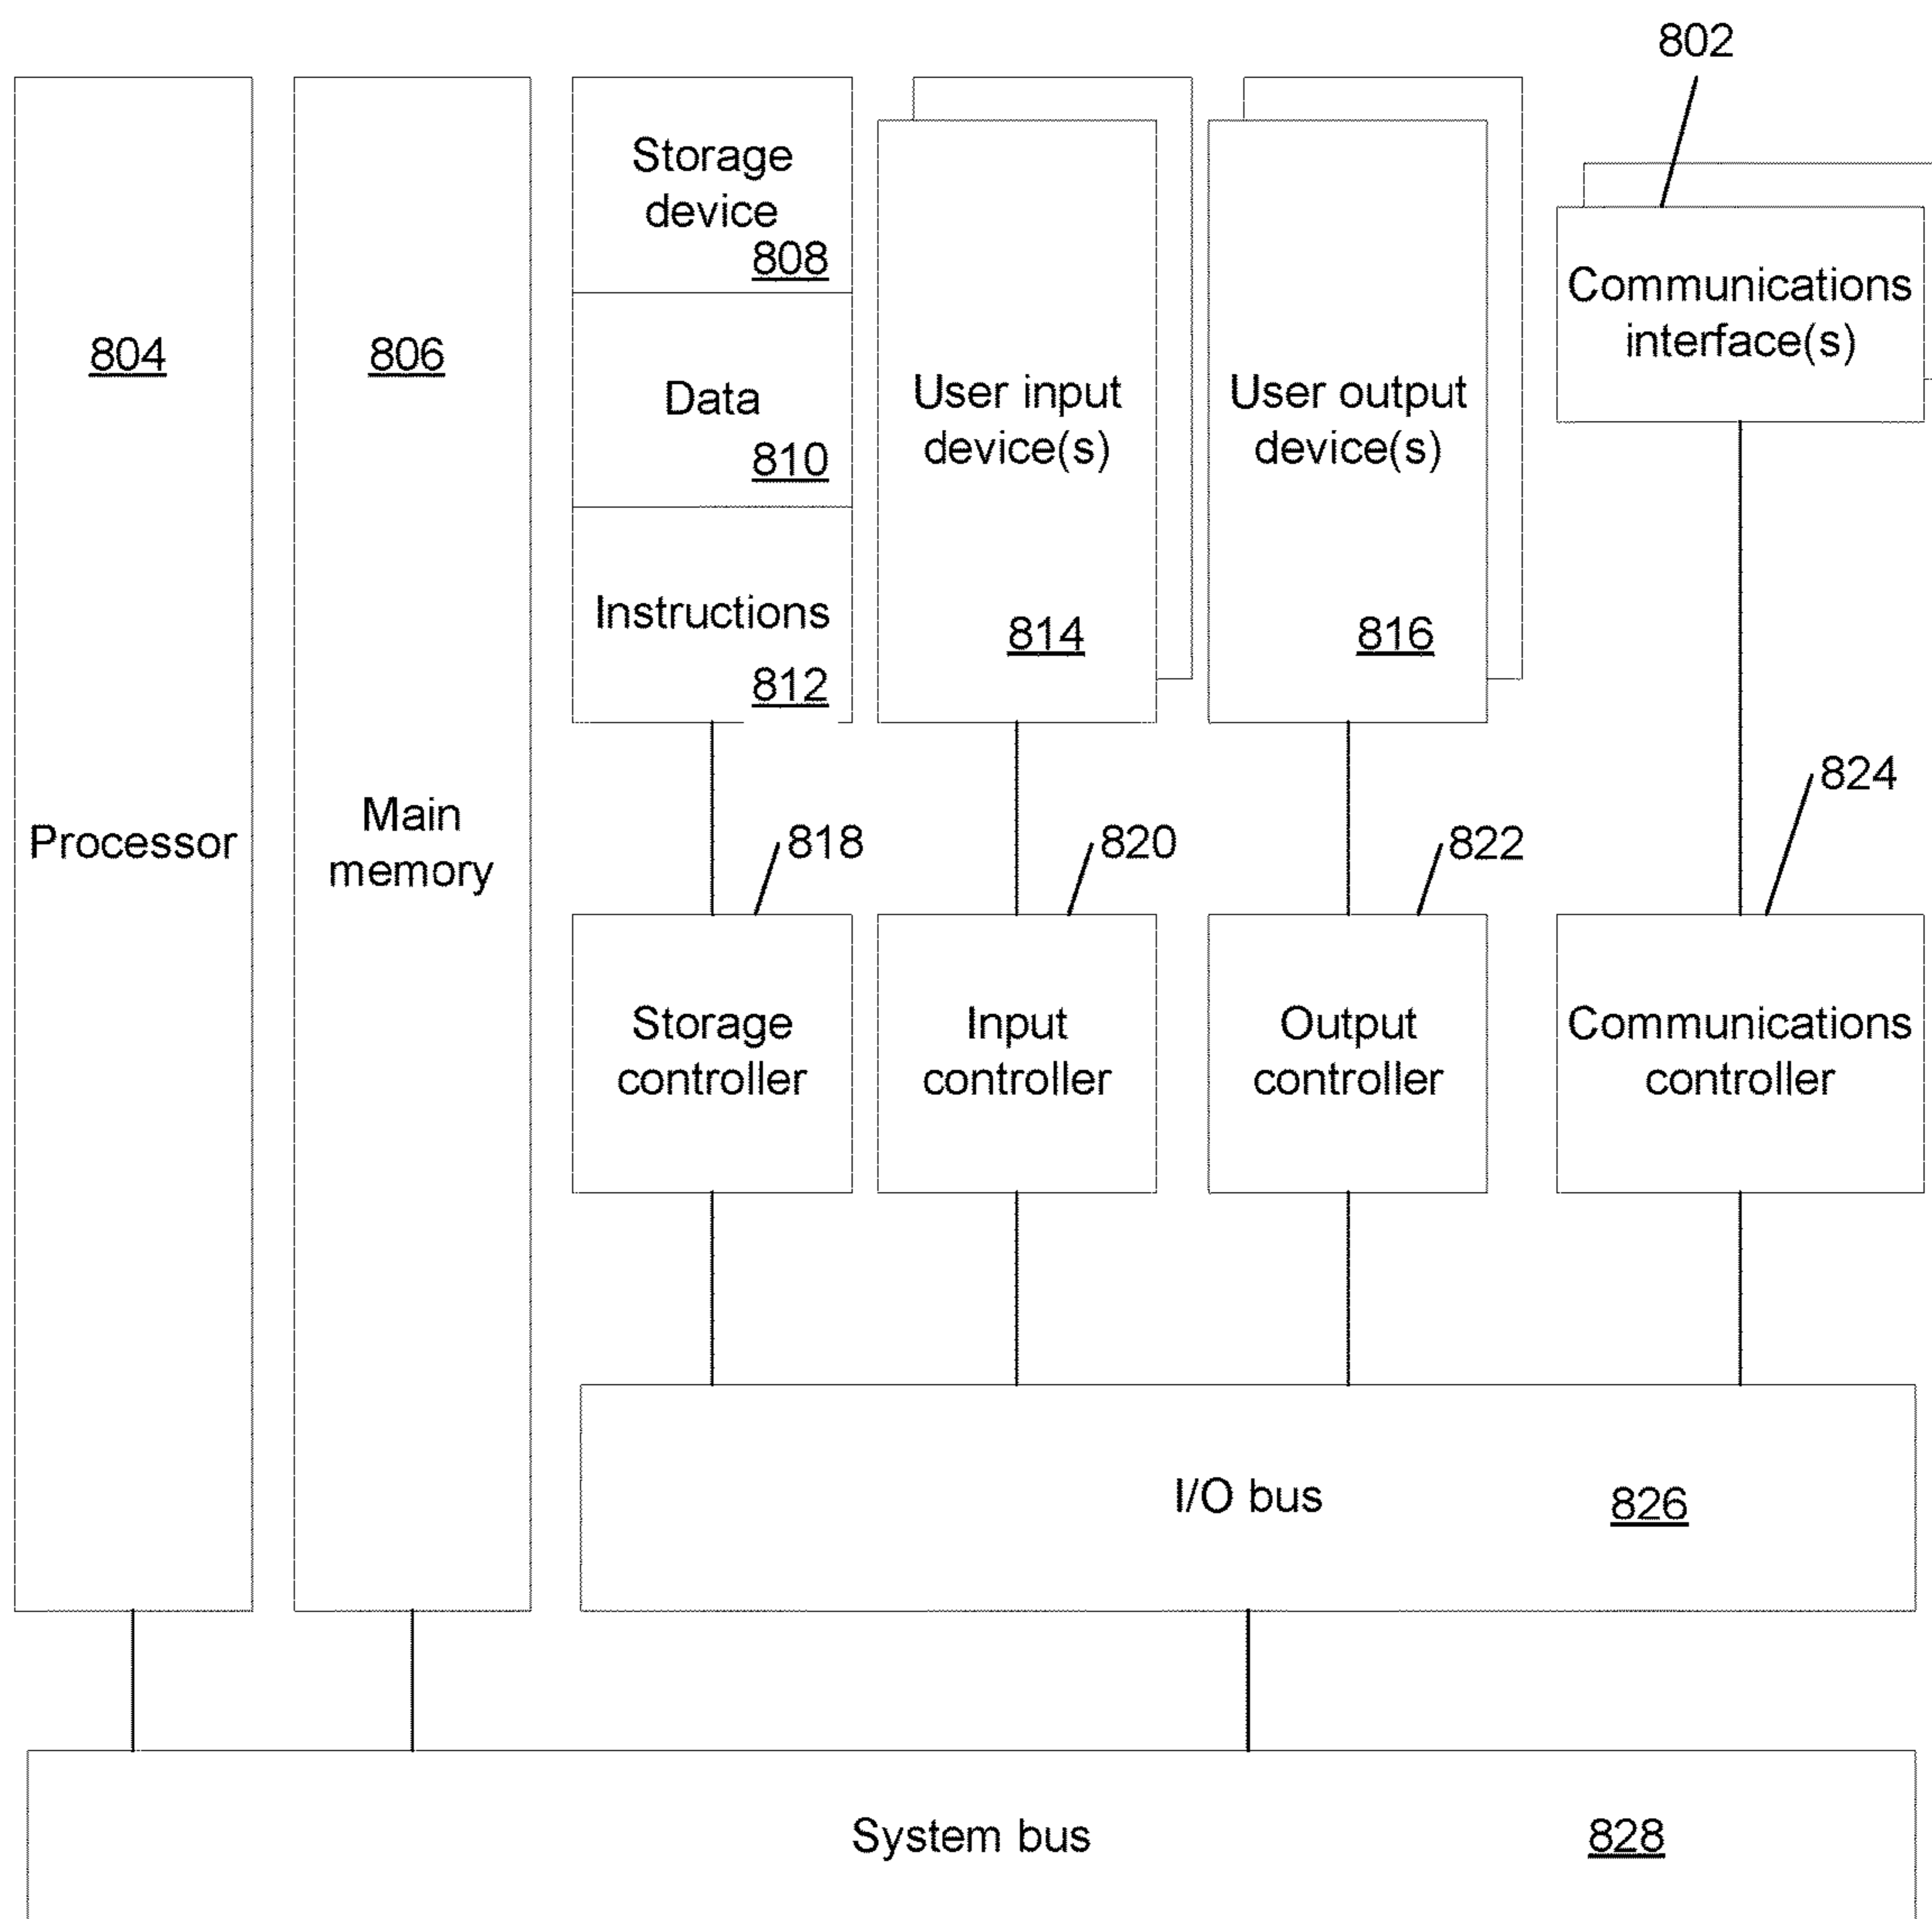 802
804
Processor
806
Main
memory
Storage
device
808
Data
810
Instructions
812
User input
device(s)
814
User output
device(s)
816
Communications
interface(s)
818
820
822
824
Storage
controller
Input
controller
Output
controller
Communications
controller
I/O bus
826
System bus
828